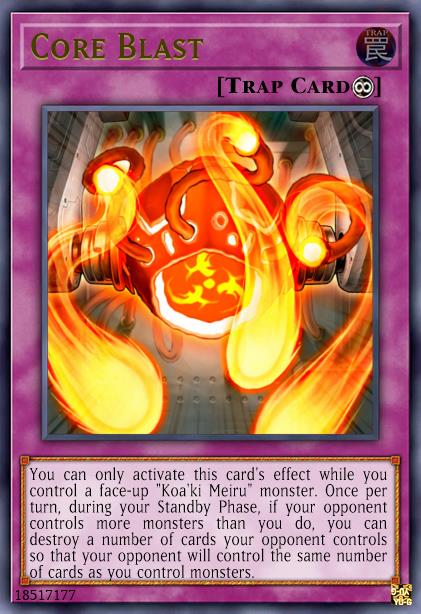 Core Blast
TRAP
罠
[Trap Card]
You can only activate this card's effect while you
control a face-up "Koa'ki Meiru" monster. Once per
turn, during your Standby Phase, if your opponent
controls more monsters than you do, you can
destroy a number of cards your opponent controls
so that your opponent will control the same number
of cards as you control monsters.
18517177